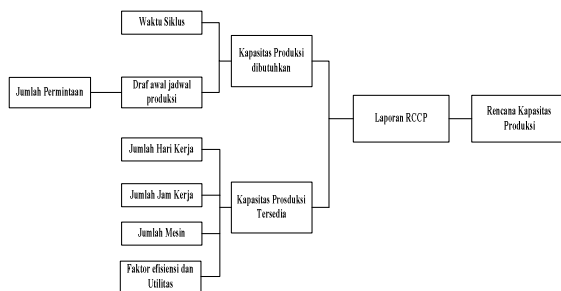 Waktu Siklus
Kapasitas Produksi
dibutuhkan
Jumlah Permintaan
Draf awal jadwal
produksi
Laporan RCCP
Rencana Kapasitas
Produksi
Jumlah Hari Kerja
Jumlah Jam Kerja
Kapasitas Prosduksi
Tersedia
Jumlah Mesin
Faktor efisiensi dan
Utilitas